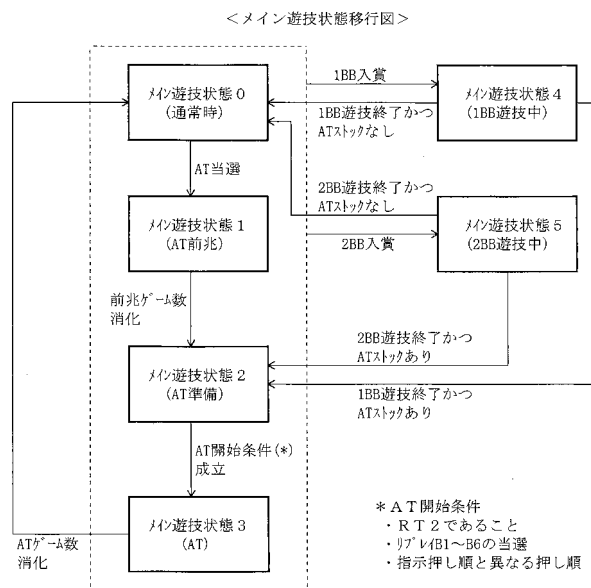 ＜メイン遊技状態移行図＞
ﾒｲﾝ遊技状態０
(通常時)
1BB入賞
ﾒｲﾝ遊技状態４
(1BB遊技中)
1BB遊技終了かつ
ATｽﾄｯｸなし
AT当選
2BB遊技終了かつ
ATｽﾄｯｸなし
ﾒｲﾝ遊技状態１
(AT前兆)
ﾒｲﾝ遊技状態５
(2BB遊技中)
2BB入賞
前兆ｹﾞｰﾑ数
消化
2BB遊技終了かつ
ATｽﾄｯｸあり
ﾒｲﾝ遊技状態２
(AT準備)
1BB遊技終了かつ
ATｽﾄｯｸあり
AT開始条件(*)
成立
ﾒｲﾝ遊技状態３
(AT)
ATｹﾞｰﾑ数
消化
＊ＡＴ開始条件
・ＲＴ２であること
・ﾘﾌﾟﾚｲB1～B6の当選
・指示押し順と異なる押し順